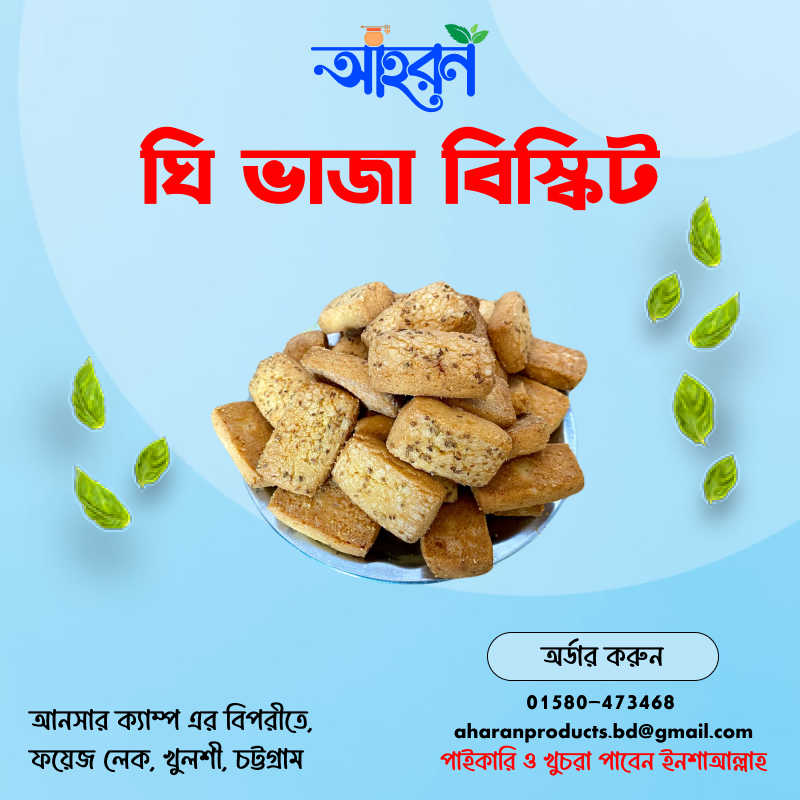 আহরন
ঘি ভাজা বিস্কিট
অর্ডার করুন
01580-473468
aharanproducts.bd@gmail.com
পাইকারি ও খুচরা পাবেন ইনশাআল্লাহ
আনসার ক্যাম্প এর বিপরীতে,
ফয়েজ লেক, খুলশী, চট্টগ্রাম